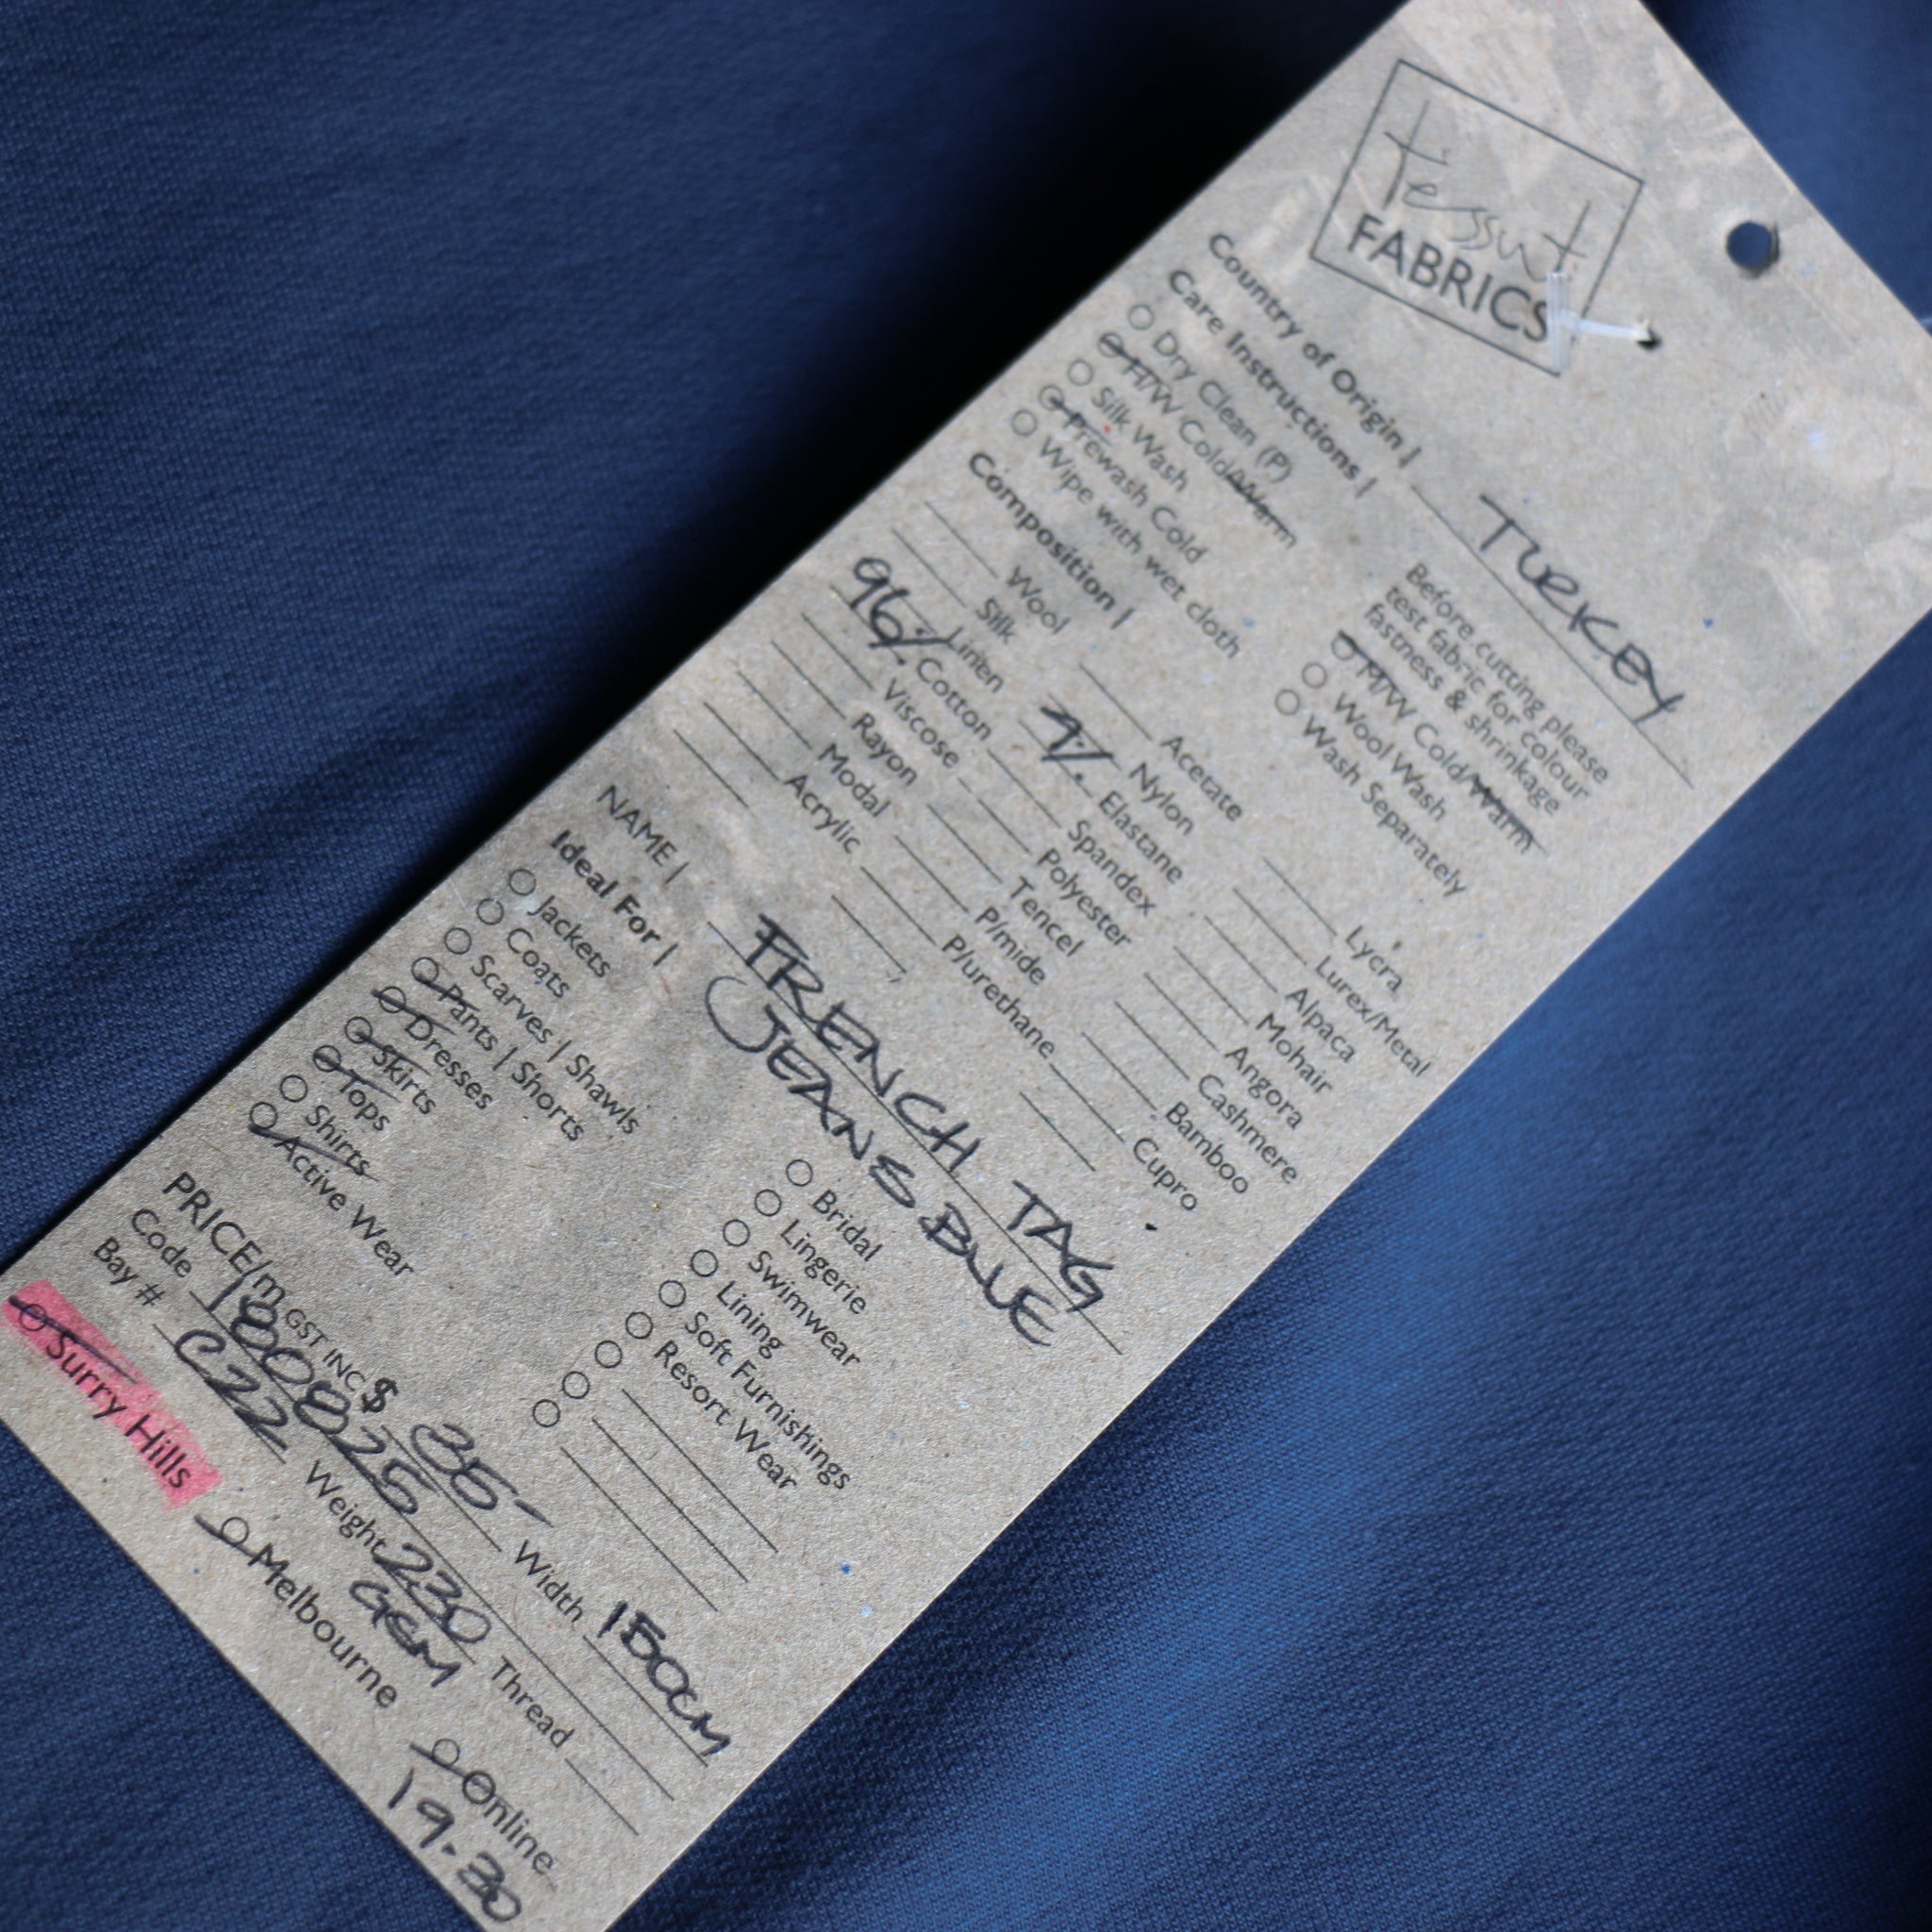 tessuti
FABRICS
Country of Origin | TURKEY
Care Instructions |
Before cutting please
test fabric for colour
fastness & shrinkage
Dry Clean (P)
H/W Cold/Warm
Silk Wash
Prewash Cold
Wipe with wet cloth
M/W Cold/Warm
Wool Wash
Wash Separately
Composition |
Wool
Silk
Linen
96% Cotton
Viscose
Rayon
Modal
Acrylic
Acetate
Nylon
4% Elastane
Spandex
Polyester
Tencel
P/mide
P/urethane
Lycra
Lurex/Metal
Alpaca
Mohair
Angora
Cashmere
Bamboo
Cupro
NAME | FRENCH TAG
JEANS BLUE
Ideal For |
Jackets
Coats
Scarves | Shawls
Pants | Shorts
Dresses
Skirts
Tops
Shirts
Active Wear
Bridal
Lingerie
Swimwear
Lining
Soft Furnishings
Resort Wear
PRICE/m GST INC $ 35- Width 150CM
Code 1800825 Weight 230 GSM Thread
Bay # C22
Surry Hills Melbourne Online
19.30